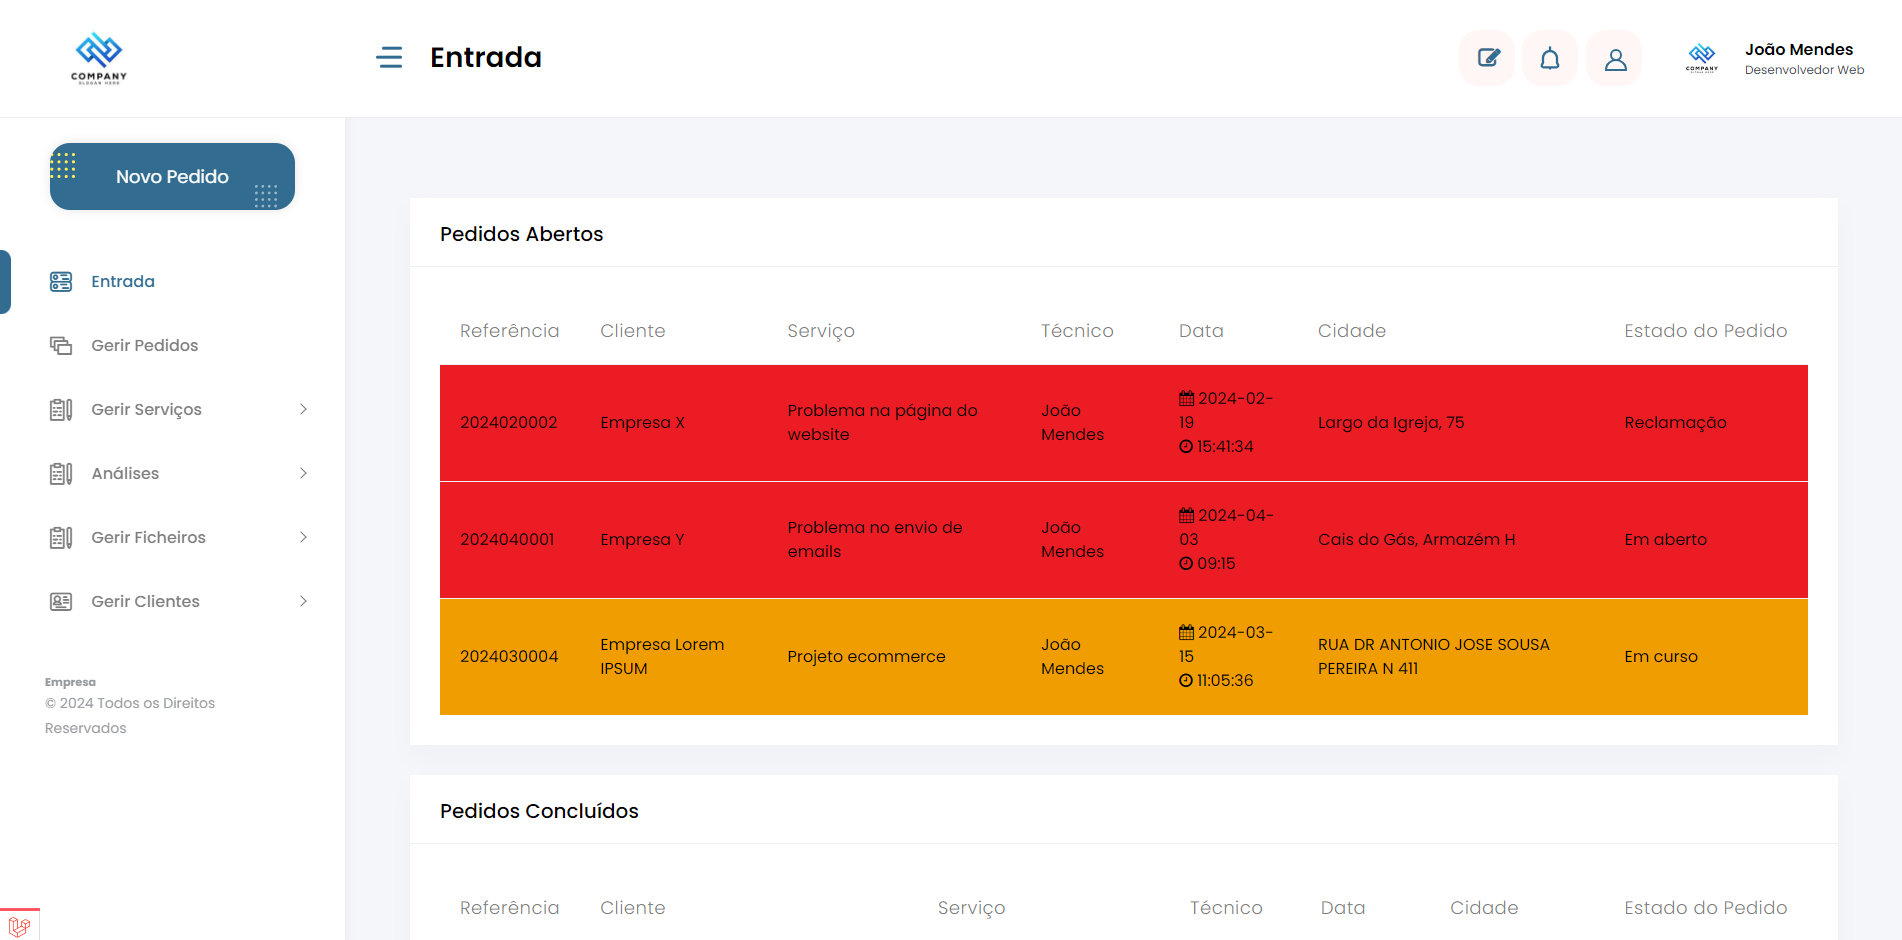 COMPANY
SLOGAN HERE
Entrada
COMPANY
João Mendes
Desenvolvedor Web
Novo Pedido
Entrada
Gerir Pedidos
Gerir Serviços
Análises
Gerir Ficheiros
Gerir Clientes
Empresa
© 2024 Todos os Direitos
Reservados
Pedidos Abertos
Referência Cliente Serviço Técnico Data Cidade Estado do Pedido
2024020002 Empresa X Problema na página do website João Mendes 2024-02-19 15:41:34 Largo da Igreja, 75 Reclamação
2024040001 Empresa Y Problema no envio de emails João Mendes 2024-04-03 09:15 Cais do Gás, Armazém H Em aberto
2024030004 Empresa Lorem IPSUM Projeto ecommerce João Mendes 2024-03-15 11:05:36 RUA DR ANTONIO JOSE SOUSA PEREIRA N 411 Em curso
Pedidos Concluídos
Referência Cliente Serviço Técnico Data Cidade Estado do Pedido